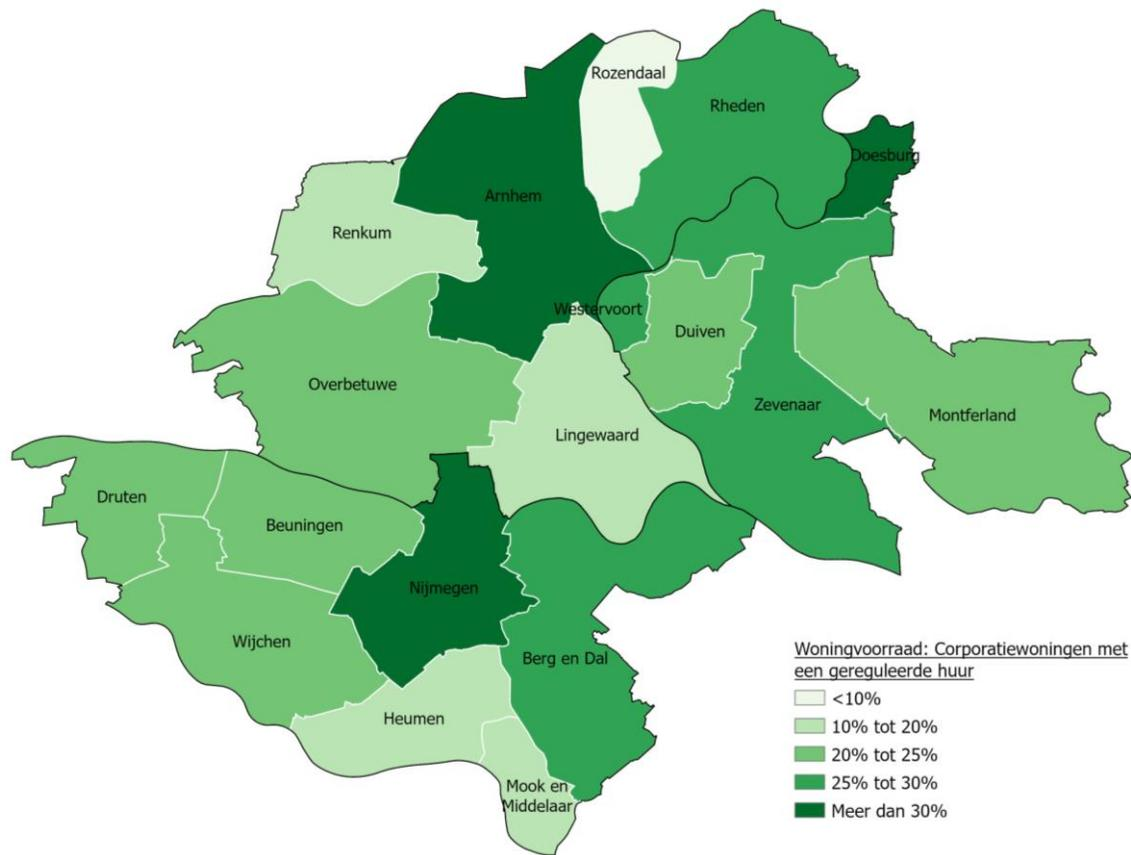 Rozendaal
Rheden
Doesburg
Arnhem
Renkum
Westervoort
Duiven
Overbetuwe
Zevenaar
Montferland
Lingewaard
Druten
Beuningen
Nijmegen
Wijchen
Berg en Dal
Heumen
Mook en
Middelaar
Woningvoorraad: Corporatiewoningen met
een gereguleerde huur
<10%
10% tot 20%
20% tot 25%
25% tot 30%
Meer dan 30%